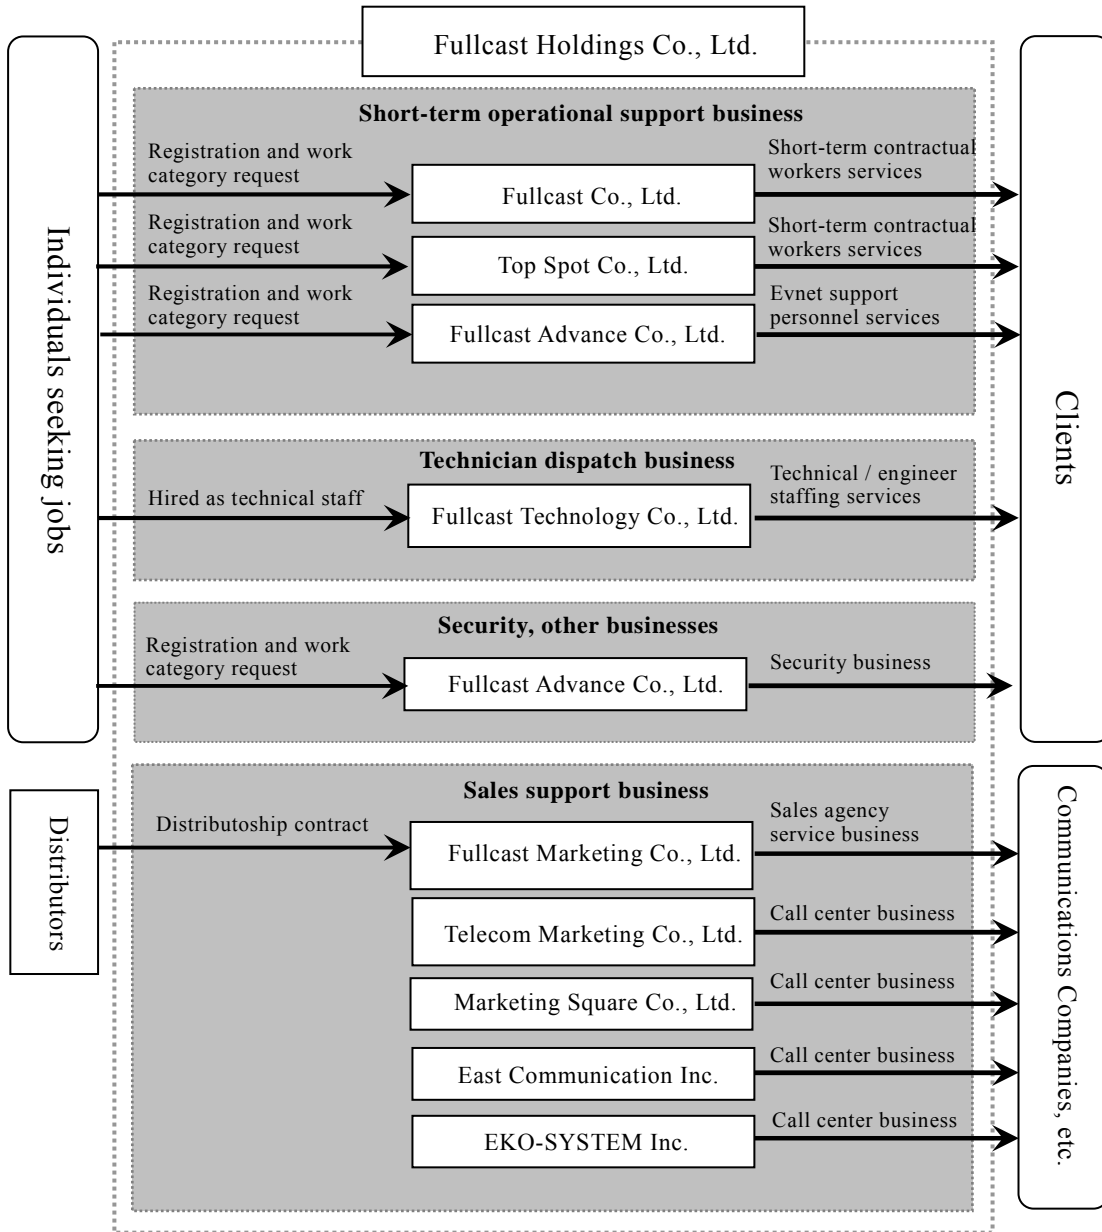 Fullcast Holdings Co., Ltd.
Individuals seeking jobs
Short-term operational support business
Registration and work
category request
Fullcast Co., Ltd.
Short-term contractual
workers services
Registration and work
category request
Top Spot Co., Ltd.
Short-term contractual
workers services
Registration and work
category request
Fullcast Advance Co., Ltd.
Evnet support
personnel services
Clients
Technician dispatch business
Hired as technical staff
Fullcast Technology Co., Ltd.
Technical / engineer
staffing services
Security, other businesses
Registration and work
category request
Fullcast Advance Co., Ltd.
Security business
Distributors
Sales support business
Distributoship contract
Fullcast Marketing Co., Ltd.
Sales agency
service business
Telecom Marketing Co., Ltd.
Call center business
Marketing Square Co., Ltd.
Call center business
East Communication Inc.
Call center business
EKO-SYSTEM Inc.
Call center business
Communications Companies, etc.